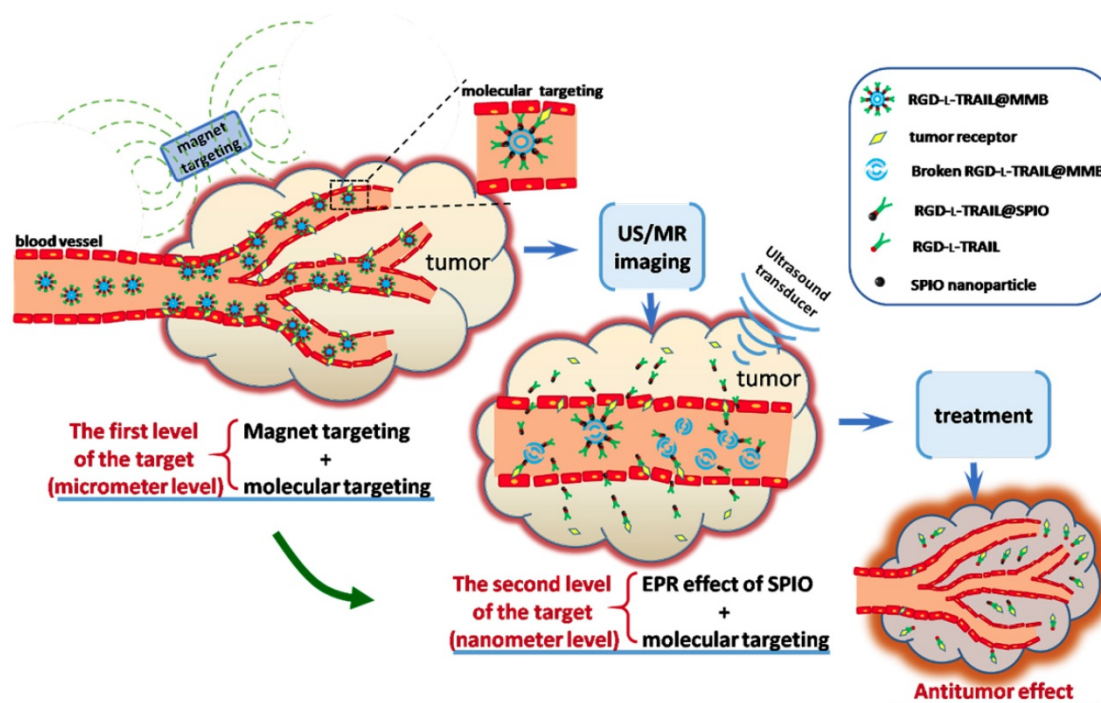 magnet
targeting
blood vessel
tumor
molecular targeting
The first level
of the target
(micrometer level)
Magnet targeting
+
molecular targeting
US/MR
imaging
Ultrasound
transducer
tumor
The second level
of the target
(nanometer level)
EPR effect of SPIO
+
molecular targeting
treatment
Antitumor effect
RGD-L-TRAIL@MMB
tumor receptor
Broken RGD-L-TRAIL@MMB
RGD-L-TRAIL@SPIO
RGD-L-TRAIL
SPIO nanoparticle